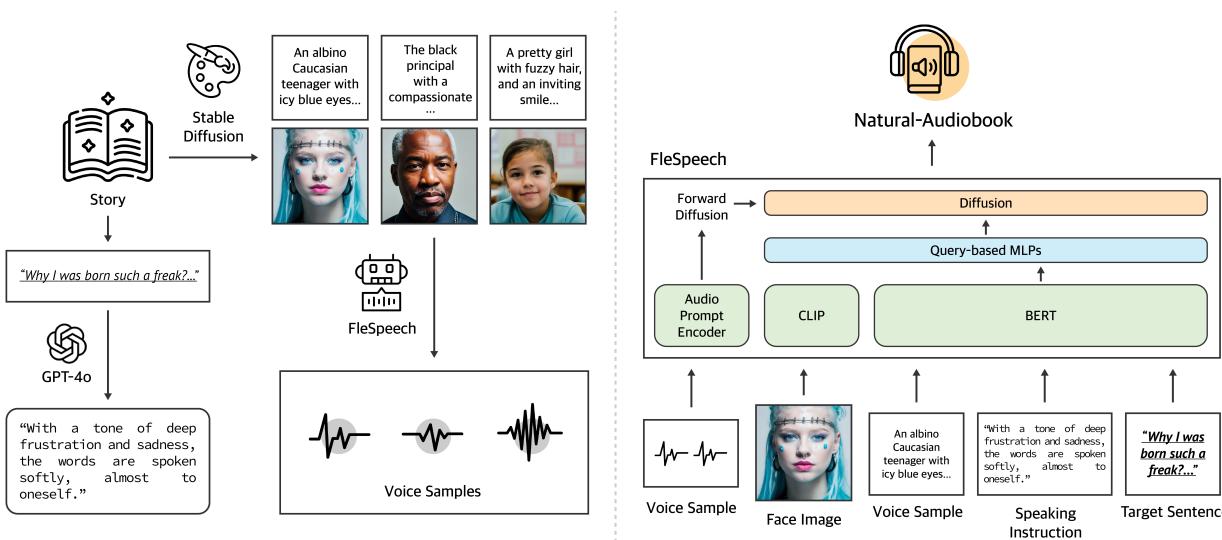 Story
"Why I was born such a freak?..."
GPT-4o
"With a tone of deep
frustration and sadness,
the words are spoken
softly, almost to
oneself."
Stable
Diffusion
An albino
Caucasian
teenager with
icy blue eyes...
The black
principal
with a
compassionate
...
A pretty girl
with fuzzy hair,
and an inviting
smile...
FleSpeech
Voice Samples
Natural-Audiobook
FleSpeech
Forward
Diffusion
Diffusion
Query-based MLPs
Audio
Prompt
Encoder
CLIP
BERT
Voice Sample
Face Image
An albino
Caucasian
teenager with
icy blue eyes...
Voice Sample
"With a tone of deep
frustration and sadness,
the words are spoken
softly, almost to
oneself."
Speaking
Instruction
"Why I was
born such a
freak?..."
Target Sentenc